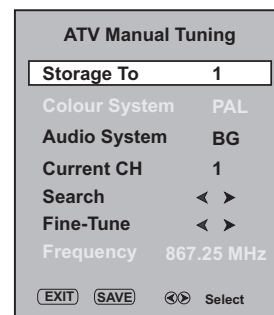 ATV Manual Tuning
Storage To 1
Colour System PAL
Audio System BG
Current CH 1
Search
Fine-Tune
Frequency 867.25 MHz
EXIT SAVE Select